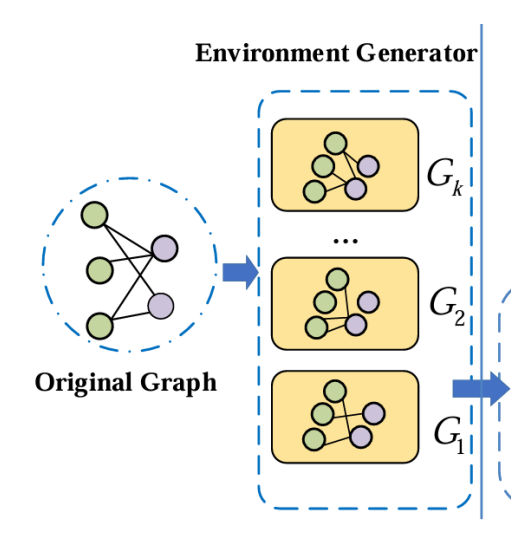 Environment Generator
G_k
...
G_2
Original Graph
G_1